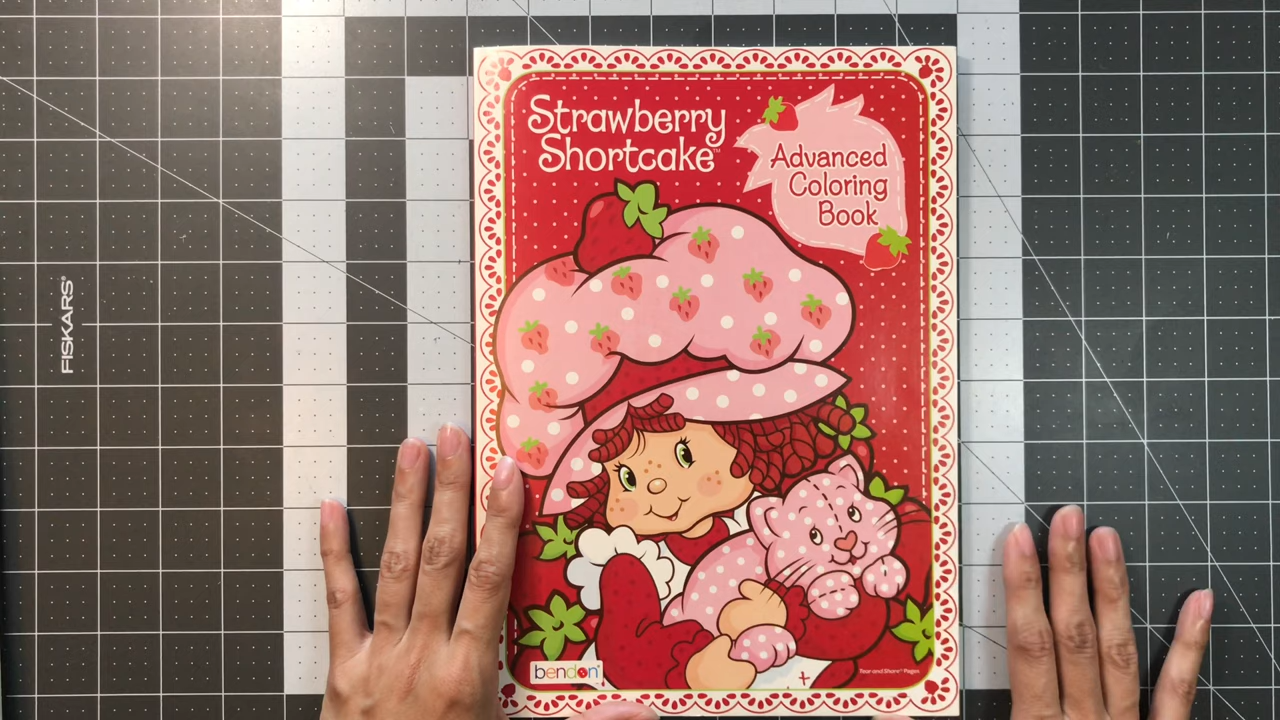 Strawberry
Shortcake™
Advanced
Coloring
Book
FISKARS®
bendon®
Tear and Share™ Pages